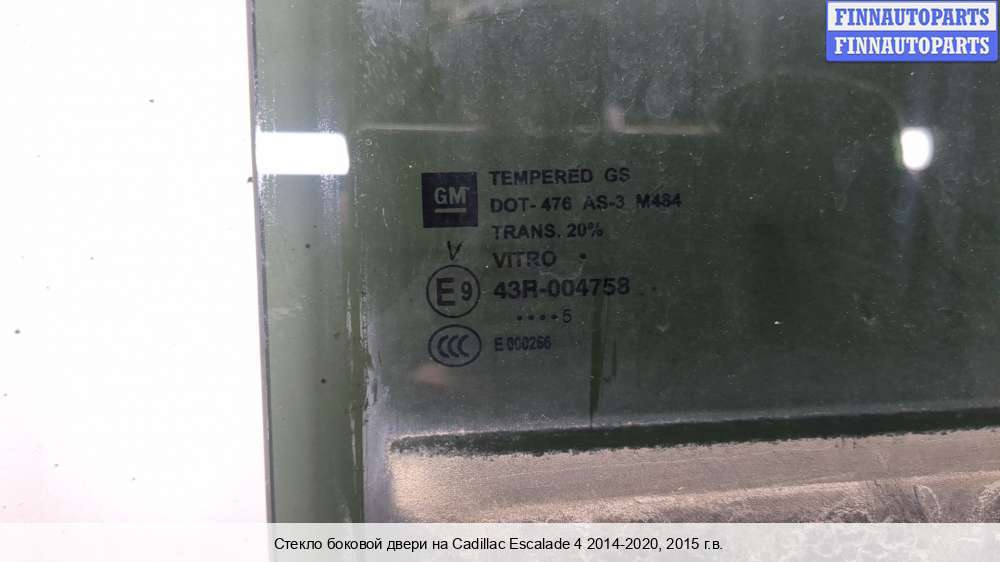 FINNAUTOPARTS
FINNAUTOPARTS
GM
TEMPERED GS
DOT- 476 AS-3 M484
TRANS. 20%
V
VITRO
E9 43R-004758
••••5
CCC E 000266
Стекло боковой двери на Cadillac Escalade 4 2014-2020, 2015 г.в.